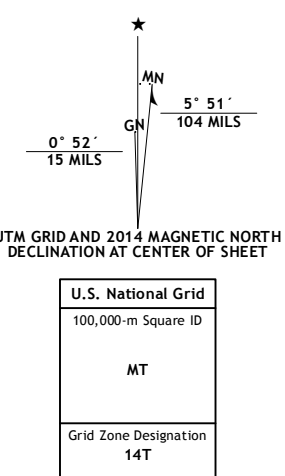 ★
MN
5° 51´
104 MILS
GN
0° 52´
15 MILS
UTM GRID AND 2014 MAGNETIC NORTH
DECLINATION AT CENTER OF SHEET
U.S. National Grid
100,000-m Square ID
MT
Grid Zone Designation
14T